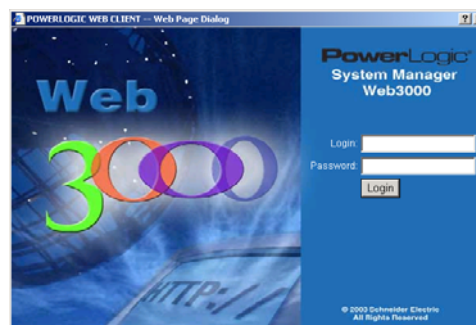 POWERLOGIC WEB CLIENT -- Web Page Dialog
Web
3000
HTTP://
PowerLogic®
System Manager
Web3000
Login:
Password:
Login
© 2003 Schneider Electric
All Rights Reserved